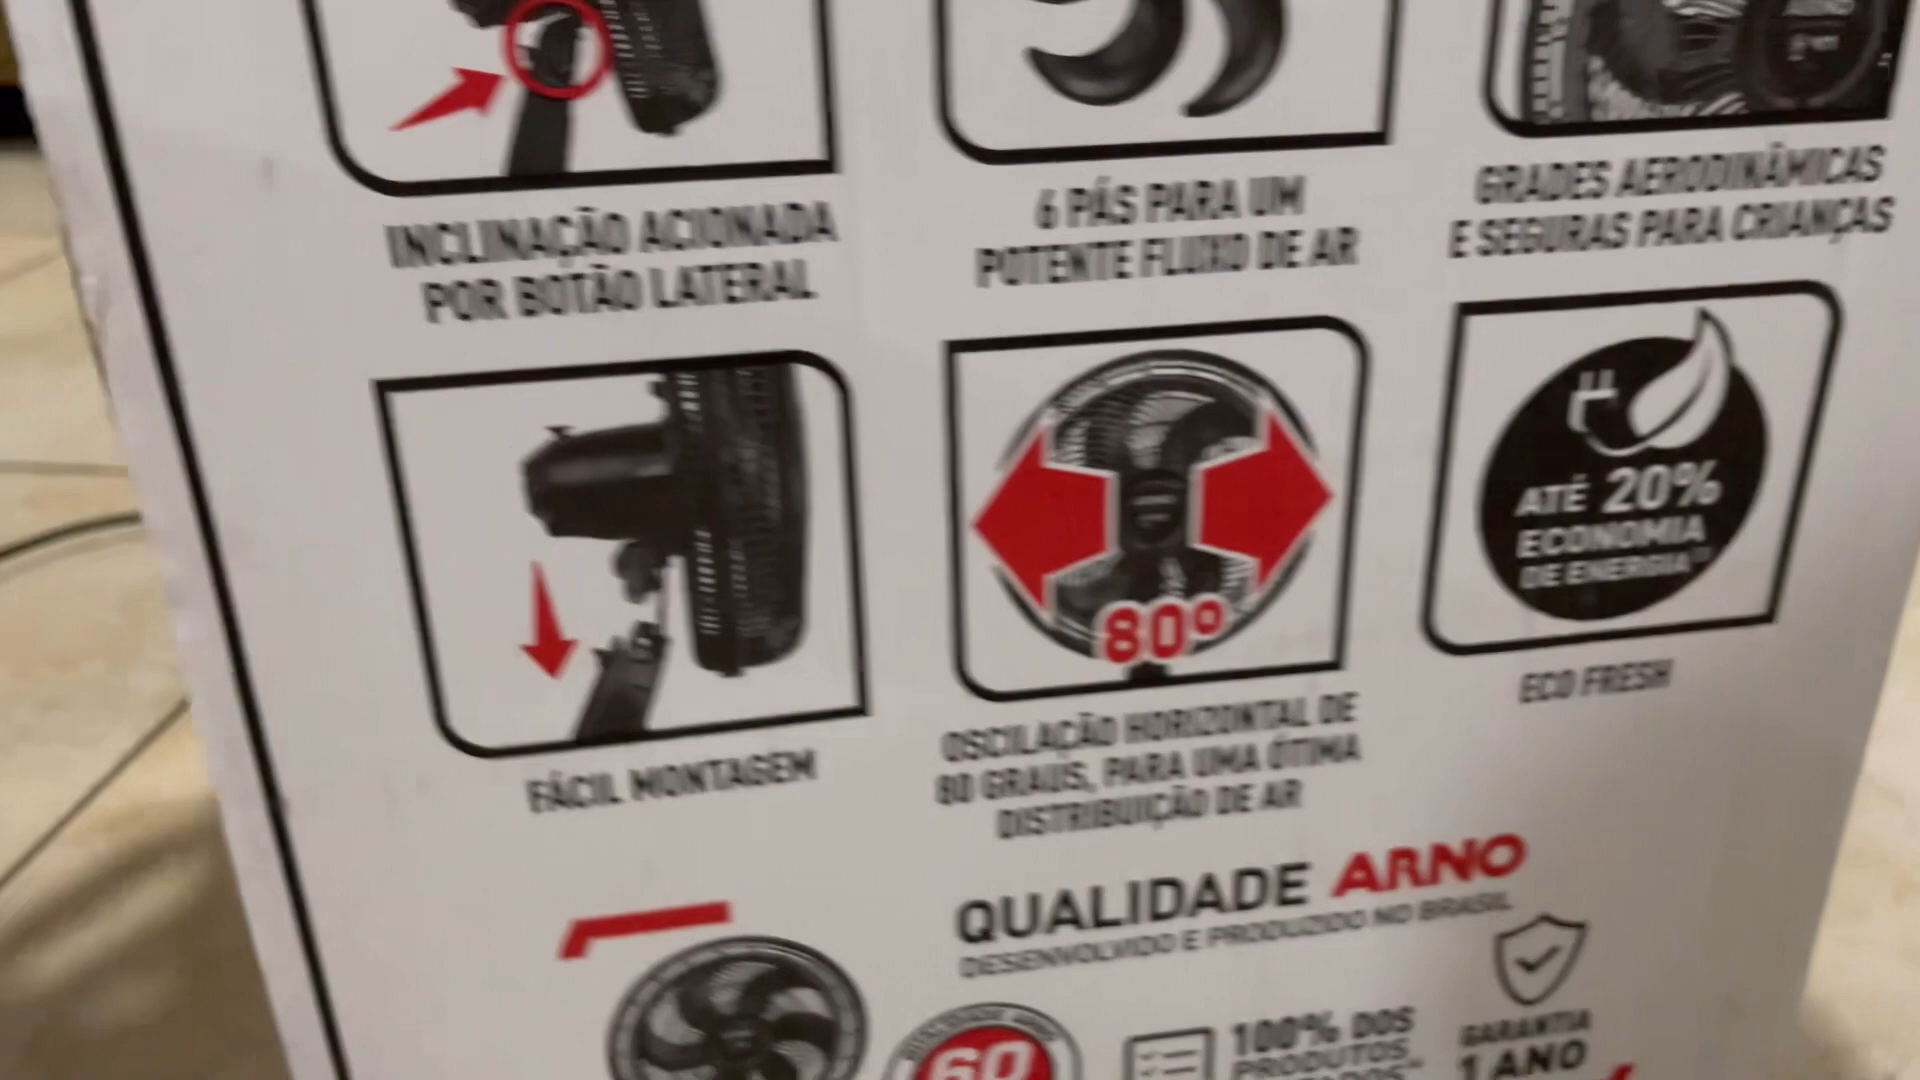 INCLINAÇÃO ACIONADA
POR BOTÃO LATERAL
6 PÁS PARA UM
POTENTE FLUXO DE AR
GRADES AERODINÂMICAS
E SEGURAS PARA CRIANÇAS
FÁCIL MONTAGEM
80º
OSCILAÇÃO HORIZONTAL DE
80 GRAUS, PARA UMA ÓTIMA
DISTRIBUIÇÃO DE AR
ATÉ 20%
ECONOMIA
DE ENERGIA
ECO FRESH
QUALIDADE ARNO
DESENVOLVIDO E PRODUZIDO NO BRASIL
60
100% DOS
PRODUTOS
GARANTIA
1 ANO